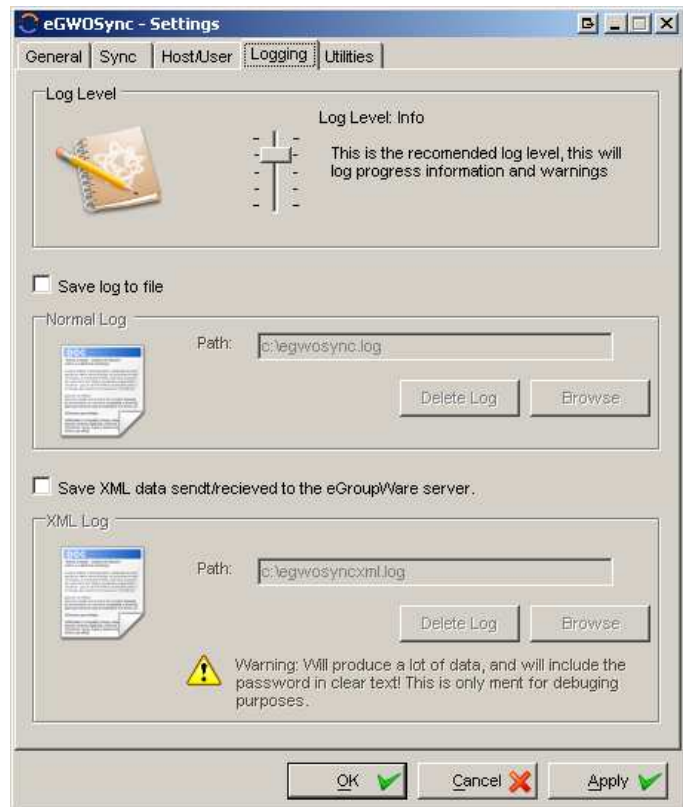 eGWOSync - Settings
General Sync Host/User Logging Utilities
Log Level
Log Level: Info
This is the recomended log level, this will
log progress information and warnings
Save log to file
Normal Log
Path: c:\egwosync.log
Delete Log Browse
Save XML data sendt/recieved to the eGroupWare server.
XML Log
Path: c:\egwosyncxml.log
Delete Log Browse
Warning: Will produce a lot of data, and will include the
password in clear text! This is only ment for debuging
purposes.
OK Cancel Apply